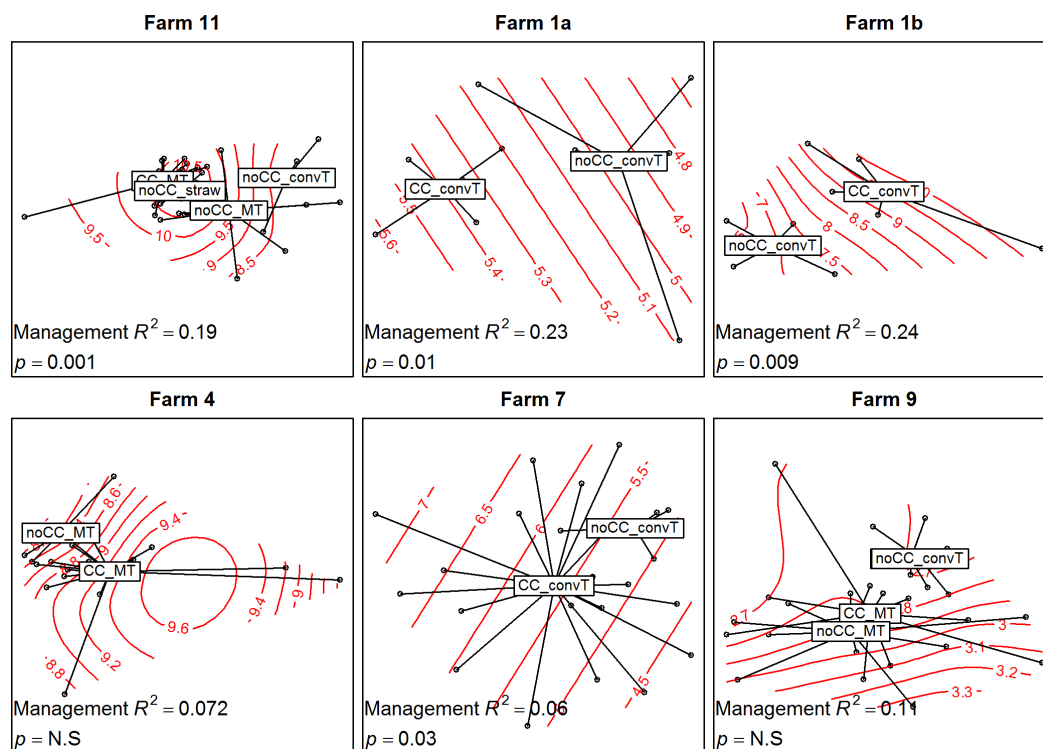 Farm 11
Farm 1a
Farm 1b
noCC_straw
noCC_convT
noCC_MT
9.5
10
9.5
9
8.5
Management R² = 0.19
p = 0.001
noCC_convT
CC_convT
4.8
4.9
5
5.1
5.2
5.3
5.4
5.5
5.6
Management R² = 0.23
p = 0.01
CC_convT
noCC_convT
7
7.5
8
8.5
9
Management R² = 0.24
p = 0.009
Farm 4
Farm 7
Farm 9
noCC_MT
CC_MT
8.6
9.4
9.6
9.4
9.2
8.8
Management R² = 0.072
p = N.S
noCC_convT
CC_convT
7
6.5
6
5.5
4.5
Management R² = 0.06
p = 0.03
noCC_convT
CC_MT
noCC_MT
3
3.1
3.2
3.3
Management R² = 0.11
p = N.S